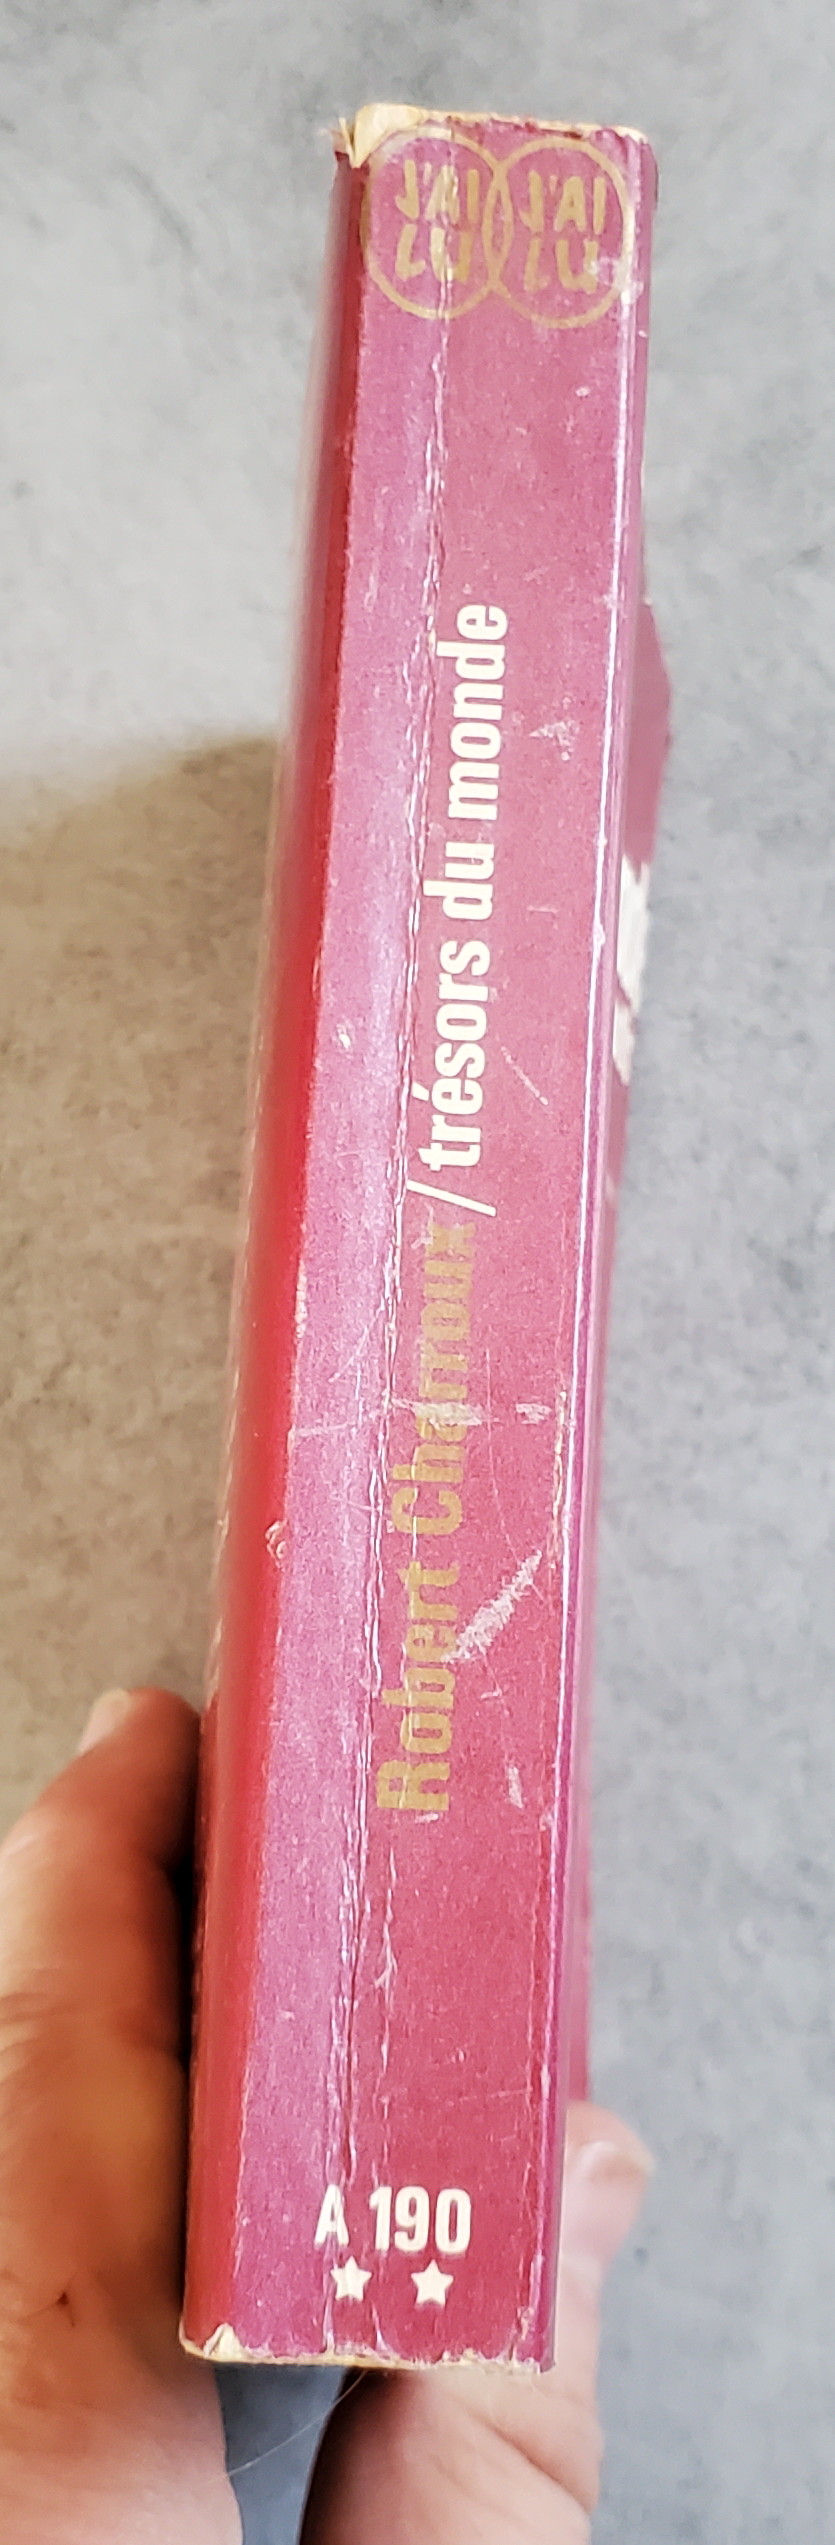 J'AI LU J'AI LU
Robert Charroux / trésors du monde
A 190